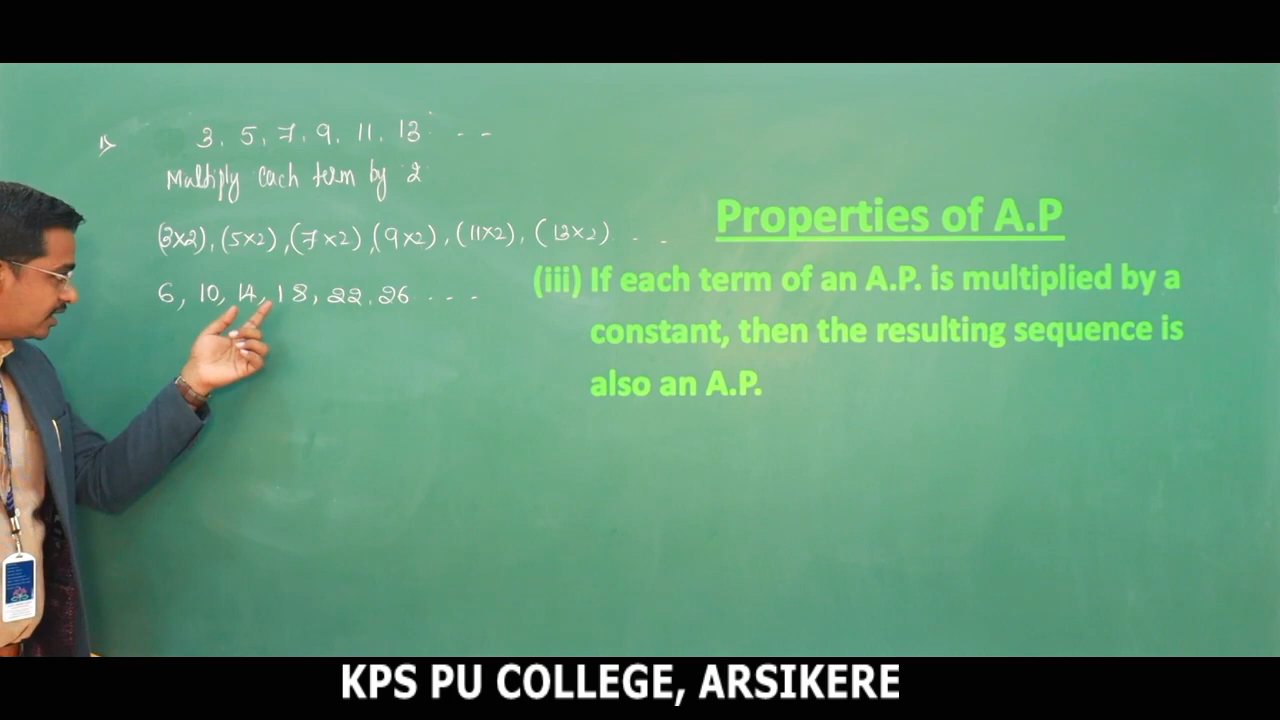 1> 3, 5, 7, 9, 11, 13 - -
Multiply each term by 2
(3×2), (5×2), (7×2), (9×2), (11×2), (13×2) - - -
6, 10, 14, 18, 22, 26 - - - -
Properties of A.P
(iii) If each term of an A.P. is multiplied by a
constant, then the resulting sequence is
also an A.P.
KPS PU COLLEGE, ARSIKERE